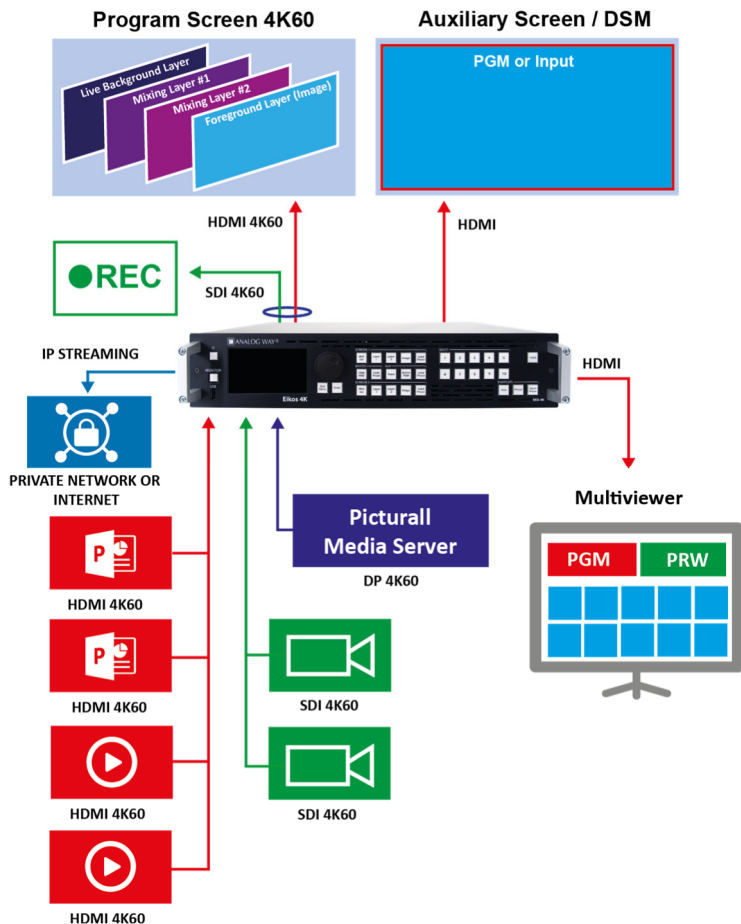 Program Screen 4K60
Auxiliary Screen / DSM
Live Background Layer
Mixing Layer #1
Mixing Layer #2
Foreground Layer (Image)
PGM or Input
HDMI 4K60
HDMI
REC
SDI 4K60
ANALOG WAY®
IP STREAMING
HDMI
Eikos 4K
PRIVATE NETWORK OR
INTERNET
Multiviewer
Picturall
Media Server
DP 4K60
PGM
PRW
P
HDMI 4K60
P
HDMI 4K60
SDI 4K60
HDMI 4K60
SDI 4K60
HDMI 4K60